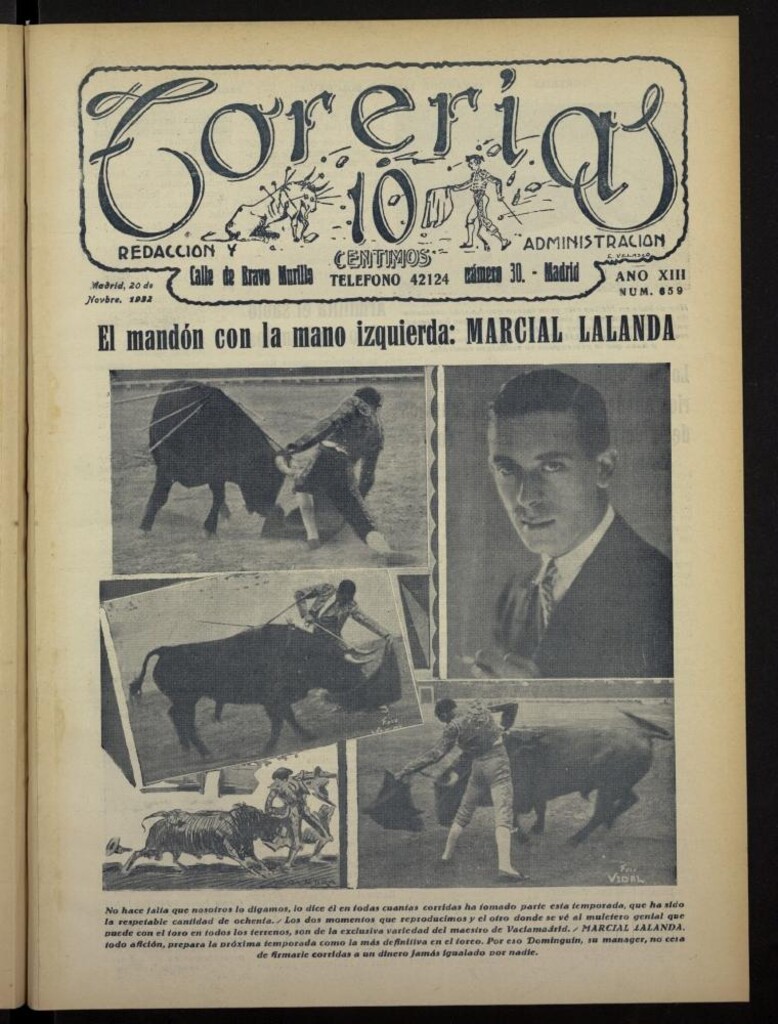 Torerias
10
CENTIMOS
REDACCION Y
ADMINISTRACION
Calle de Bravo Murillo TELEFONO 42124 número 30. - Madrid
Madrid, 20 de
Novbre. 1932
AÑO XIII
NUM. 659
El mandón con la mano izquierda: MARCIAL LALANDA
Foto
VIDAL
No hace falta que nosotros lo digamos, lo dice él en todas cuantas corridas ha tomado parte esta temporada, que ha sido
la respetable cantidad de ochenta. / Los dos momentos que reproducimos y el otro donde se vé al muletero genial que
puede con el toro en todos los terrenos, son de la exclusiva variedad del maestro de Vaciamadrid. / MARCIAL LALANDA,
todo afición, prepara la próxima temporada como la más definitiva en el toreo. Por eso Dominguín, su manager, no cesa
de firmarle corridas a un dinero jamás igualado por nadie.